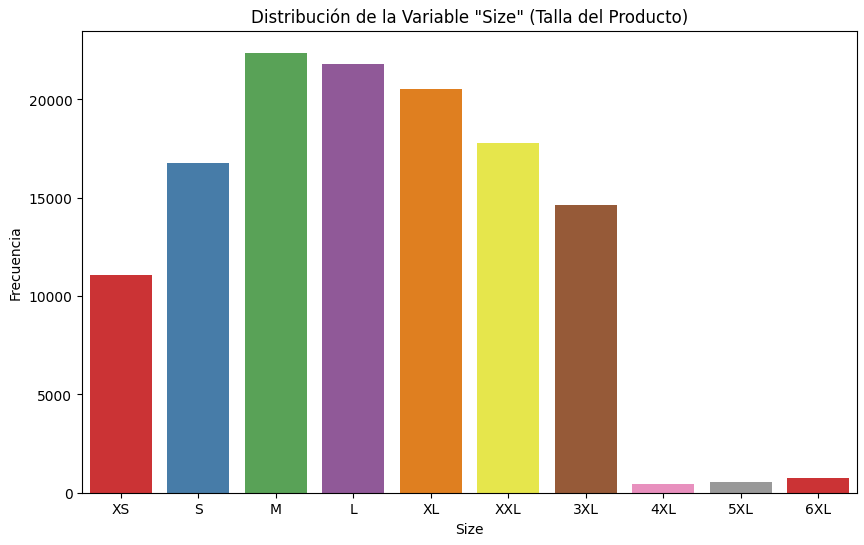 Distribución de la Variable "Size" (Talla del Producto)
Frecuencia
20000
15000
10000
5000
0
XS S M L XL XXL 3XL 4XL 5XL 6XL
Size